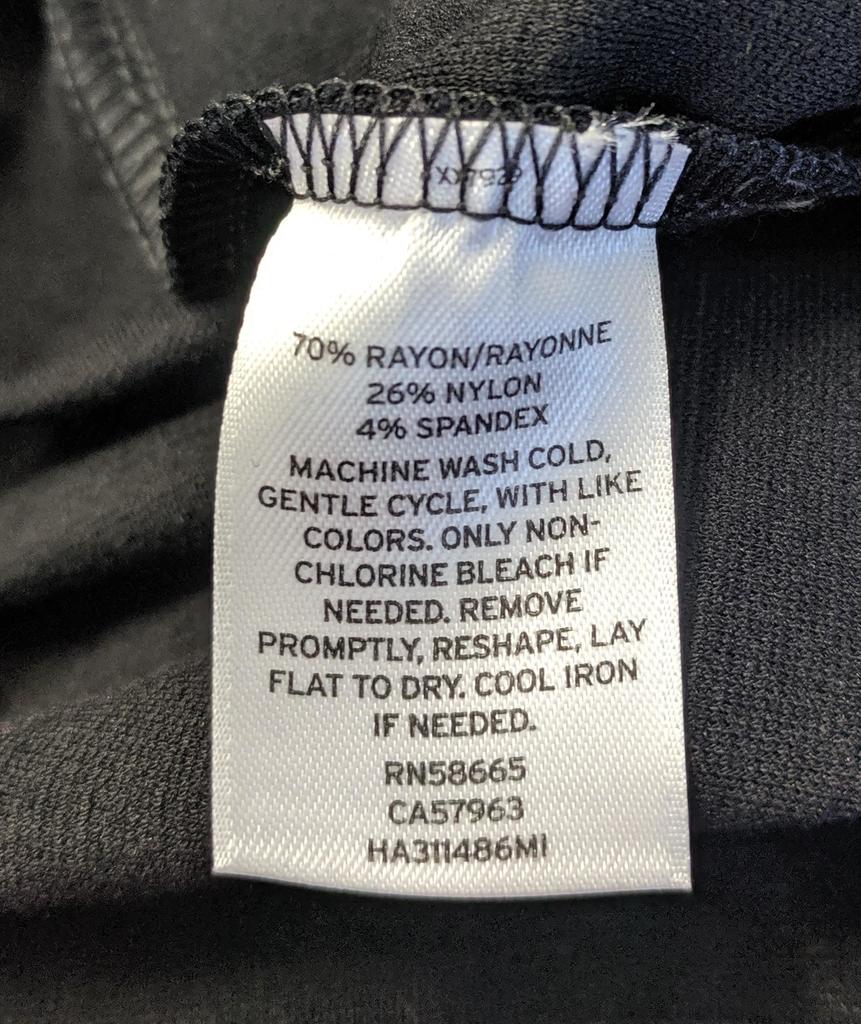 70% RAYON/RAYONNE
26% NYLON
4% SPANDEX
MACHINE WASH COLD,
GENTLE CYCLE, WITH LIKE
COLORS. ONLY NON-
CHLORINE BLEACH IF
NEEDED. REMOVE
PROMPTLY, RESHAPE, LAY
FLAT TO DRY. COOL IRON
IF NEEDED.
RN58665
CA57963
HA311486MI